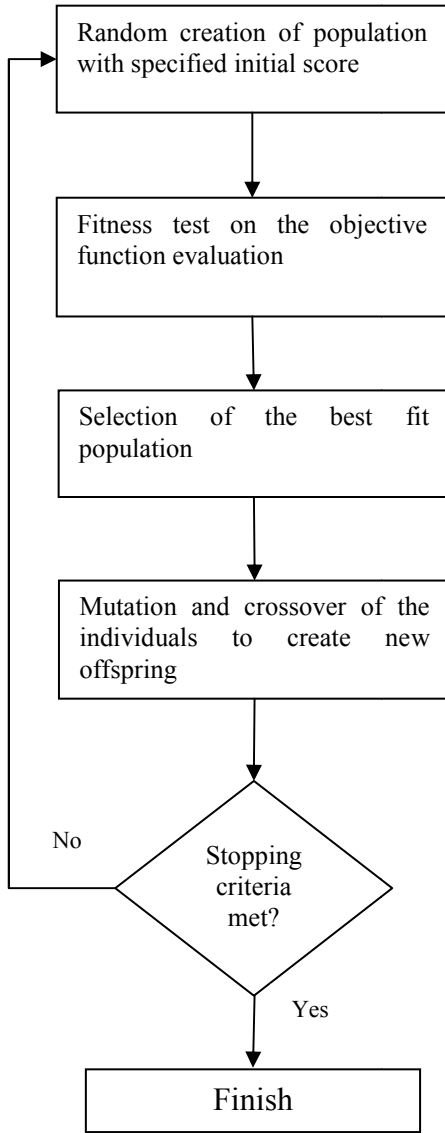 Random creation of population
with specified initial score
Fitness test on the objective
function evaluation
Selection of the best fit
population
Mutation and crossover of the
individuals to create new
offspring
Stopping
criteria
met?
No
Yes
Finish